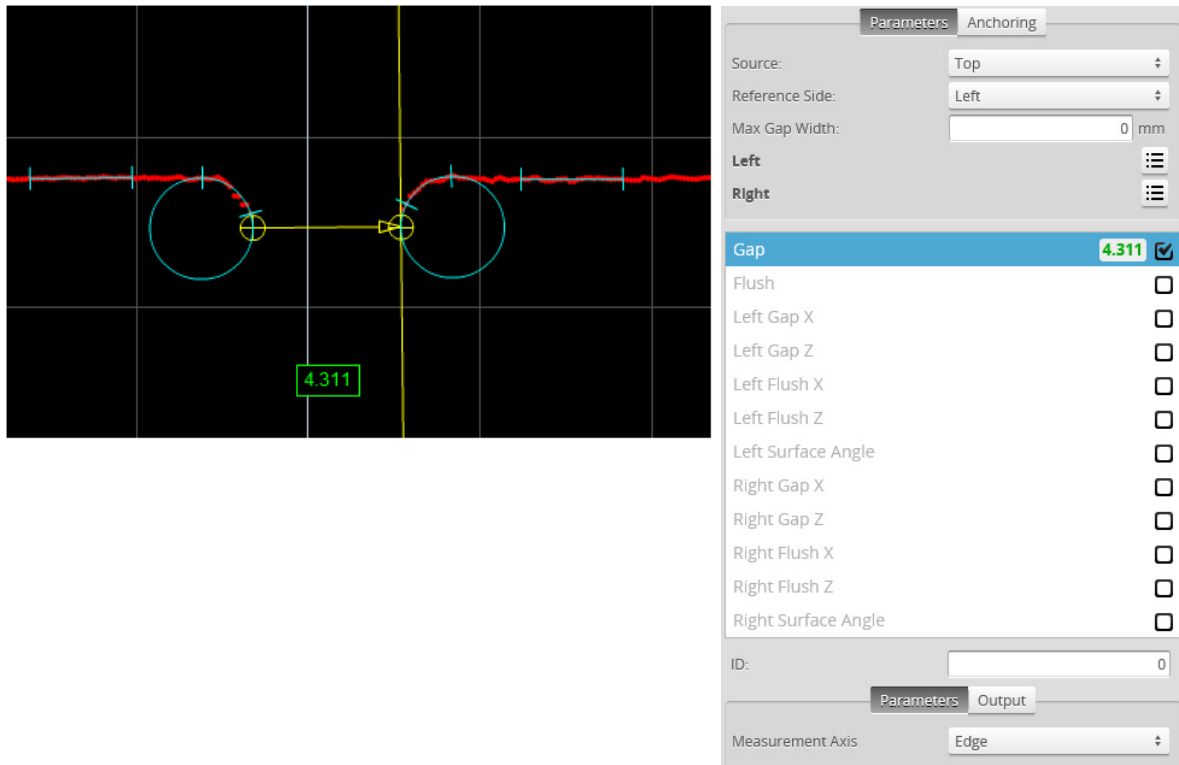 4.311
Parameters Anchoring
Source: Top
Reference Side: Left
Max Gap Width: 0 mm
Left
Right
Gap 4.311
Flush
Left Gap X
Left Gap Z
Left Flush X
Left Flush Z
Left Surface Angle
Right Gap X
Right Gap Z
Right Flush X
Right Flush Z
Right Surface Angle
ID: 0
Parameters Output
Measurement Axis Edge